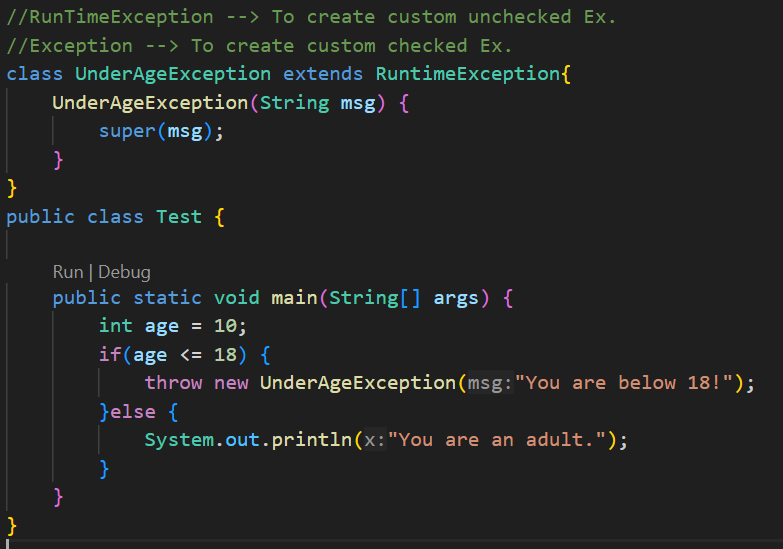 //RunTimeException --> To create custom unchecked Ex.
//Exception --> To create custom checked Ex.
class UnderAgeException extends RuntimeException{
    UnderAgeException(String msg) {
        super(msg);
    }
}
public class Test {
    Run | Debug
    public static void main(String[] args) {
        int age = 10;
        if(age <= 18) {
            throw new UnderAgeException(msg:"You are below 18!");
        }else {
            System.out.println(x:"You are an adult.");
        }
    }
}